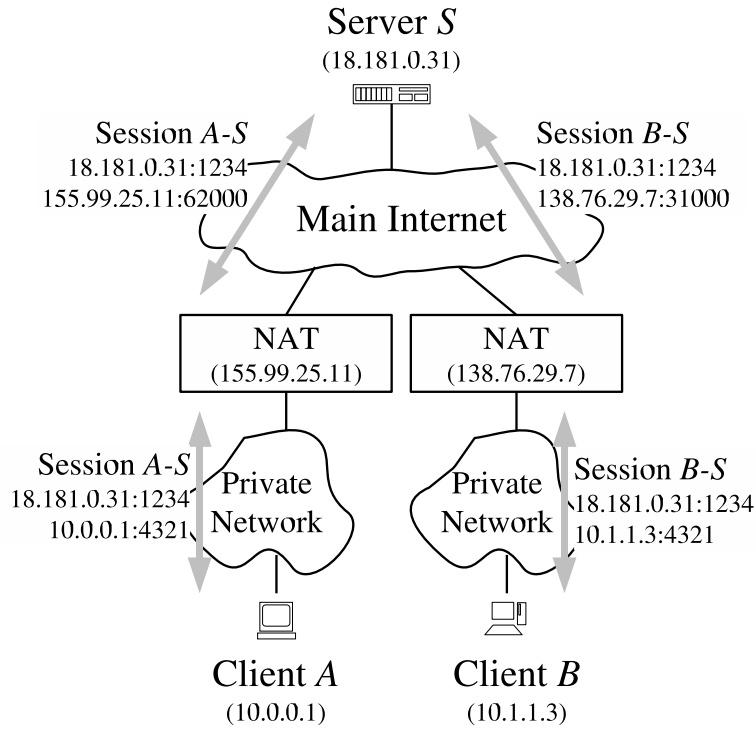 Server S
(18.181.0.31)
Session A-S
18.181.0.31:1234
155.99.25.11:62000
Session B-S
18.181.0.31:1234
138.76.29.7:31000
Main Internet
NAT
(155.99.25.11)
NAT
(138.76.29.7)
Session A-S
18.181.0.31:1234
10.0.0.1:4321
Private
Network
Private
Network
Session B-S
18.181.0.31:1234
10.1.1.3:4321
Client A
(10.0.0.1)
Client B
(10.1.1.3)